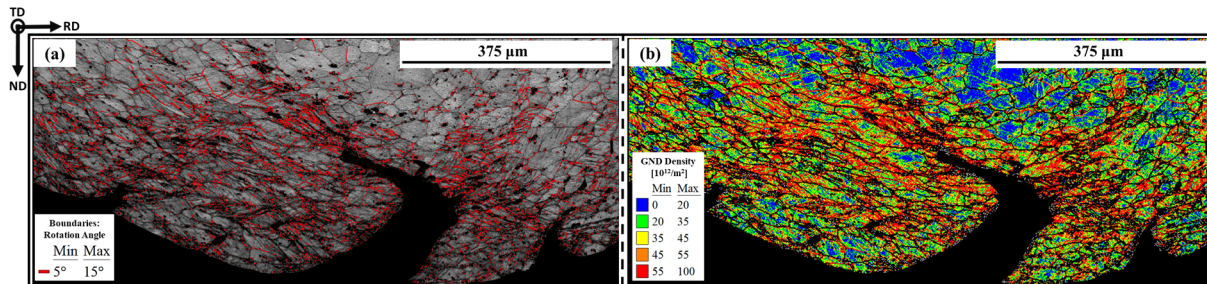 TD
RD
ND
(a)
375 µm
Boundaries:
Rotation Angle
Min Max
5° 15°
(b)
375 µm
GND Density
[10¹²/m²]
Min Max
0 20
20 35
35 45
45 55
55 100